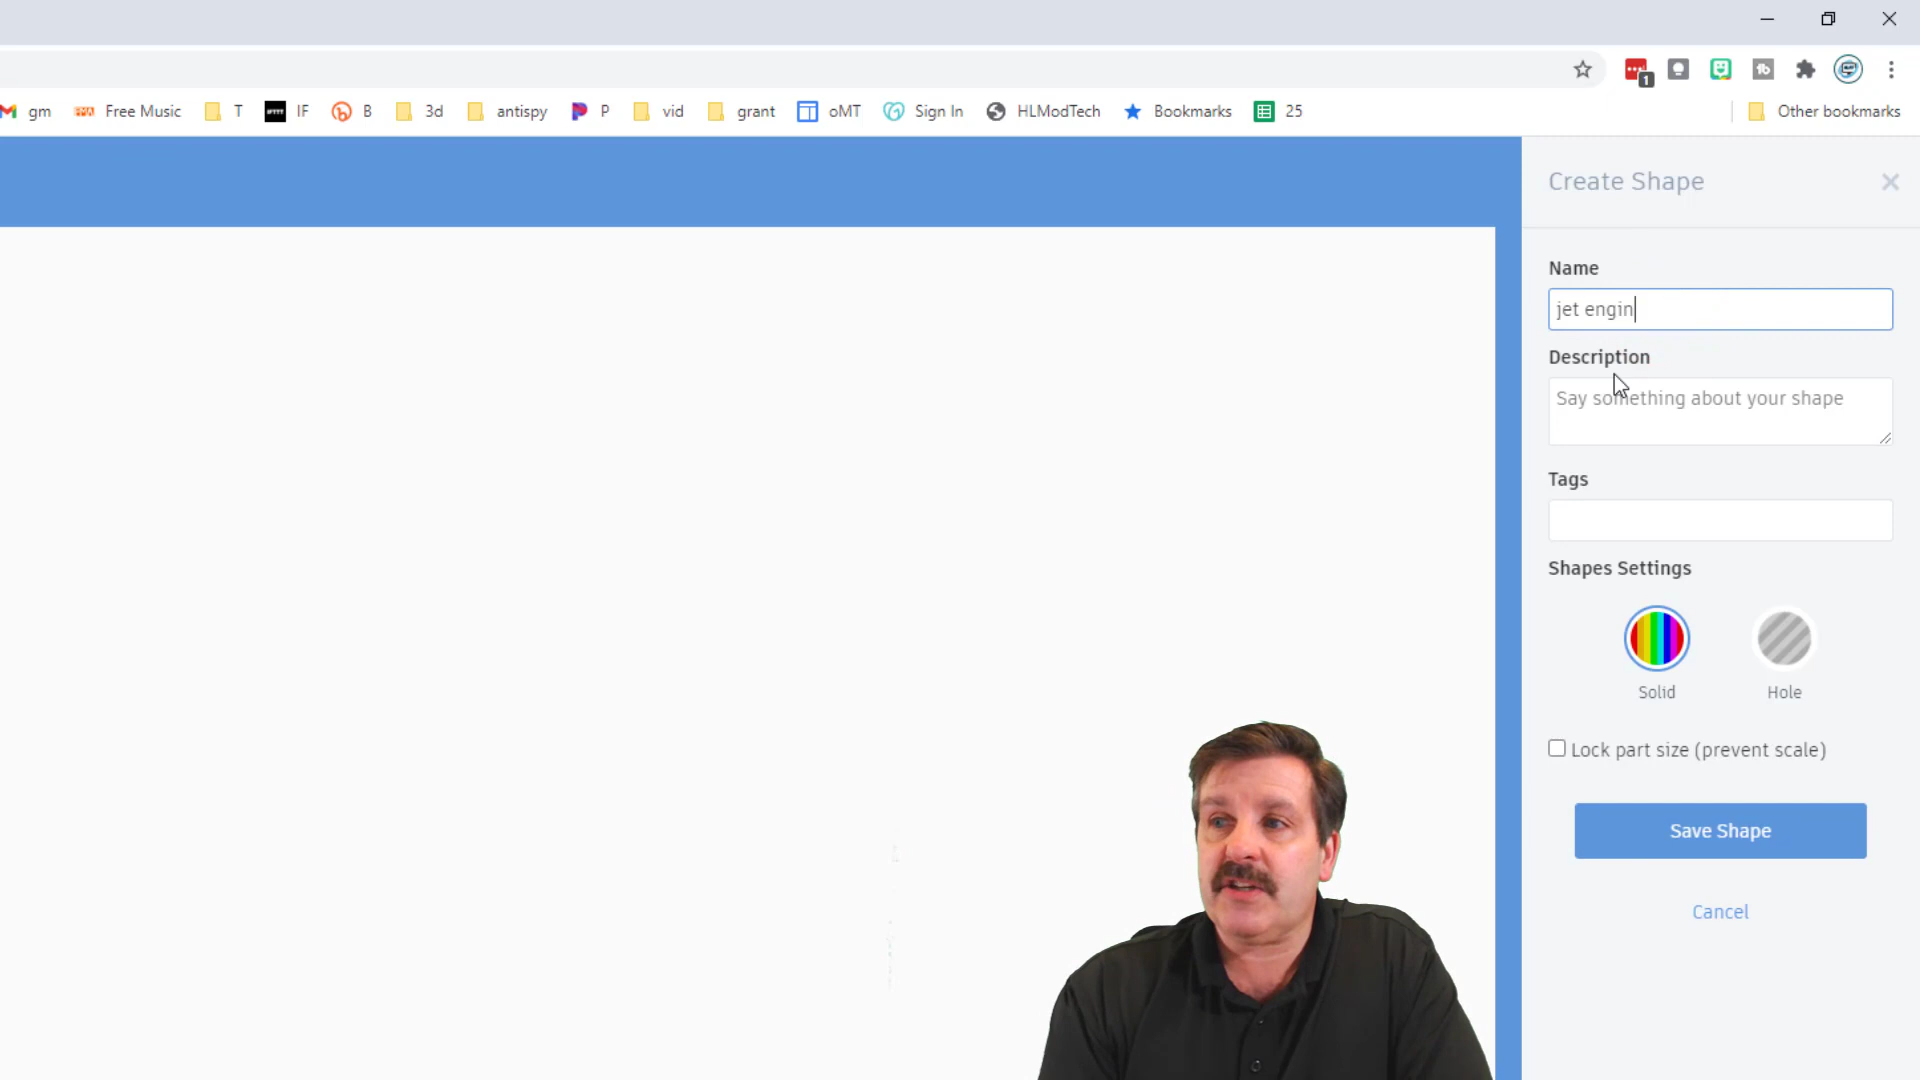 gm Free Music T IF B 3d antispy P vid grant oMT Sign In HLModTech Bookmarks 25 Other bookmarks
1
Create Shape
Name
jet engin
Description
Say something about your shape
Tags
Shapes Settings
Solid Hole
Lock part size (prevent scale)
Save Shape
Cancel